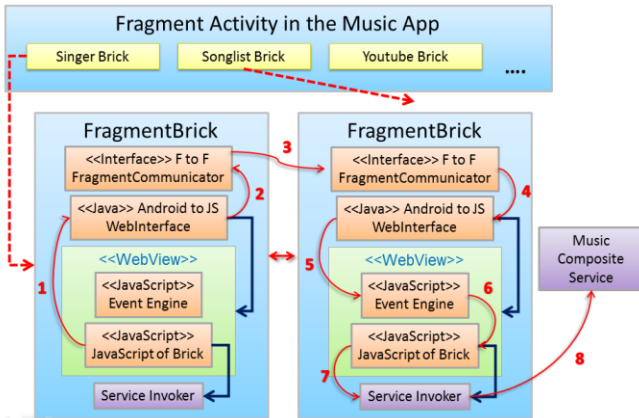 Fragment Activity in the Music App
Singer Brick
Songlist Brick
Youtube Brick
....
FragmentBrick
<<Interface>> F to F
FragmentCommunicator
2
<<Java>> Android to JS
WebInterface
1
<<WebView>>
<<JavaScript>>
Event Engine
<<JavaScript>>
JavaScript of Brick
Service Invoker
3
FragmentBrick
<<Interface>> F to F
FragmentCommunicator
4
<<Java>> Android to JS
WebInterface
5
<<WebView>>
<<JavaScript>>
Event Engine
6
<<JavaScript>>
JavaScript of Brick
7
Service Invoker
8
Music
Composite
Service